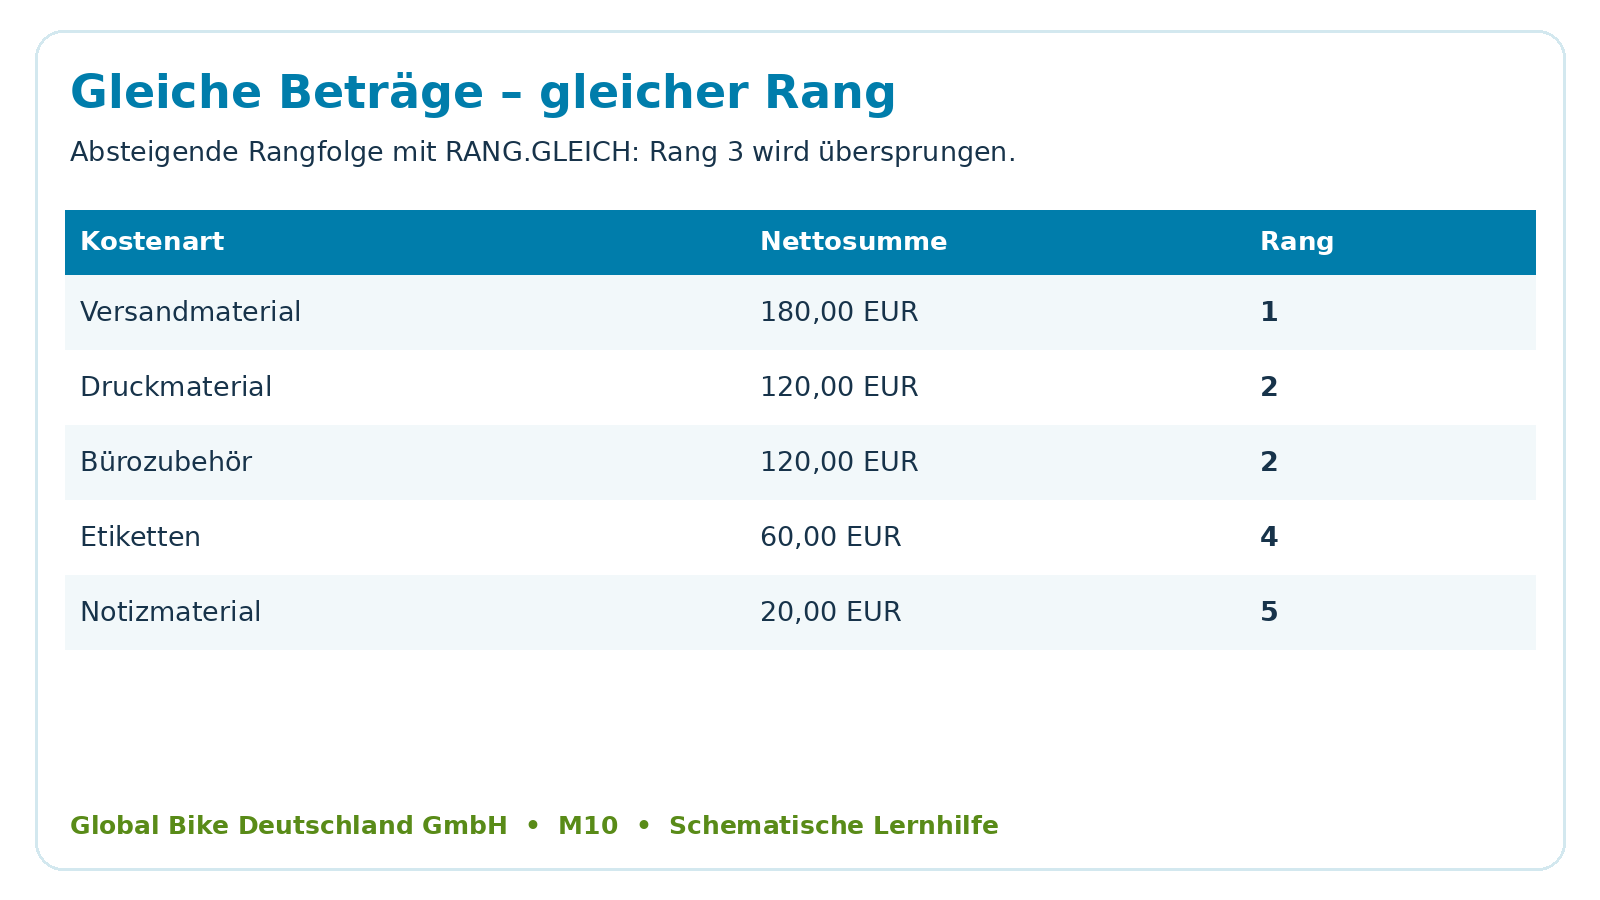 Gleiche Beträge – gleicher Rang
Absteigende Rangfolge mit RANG.GLEICH: Rang 3 wird übersprungen.
Kostenart Nettosumme Rang
Versandmaterial 180,00 EUR 1
Druckmaterial 120,00 EUR 2
Bürozubehör 120,00 EUR 2
Etiketten 60,00 EUR 4
Notizmaterial 20,00 EUR 5
Global Bike Deutschland GmbH • M10 • Schematische Lernhilfe